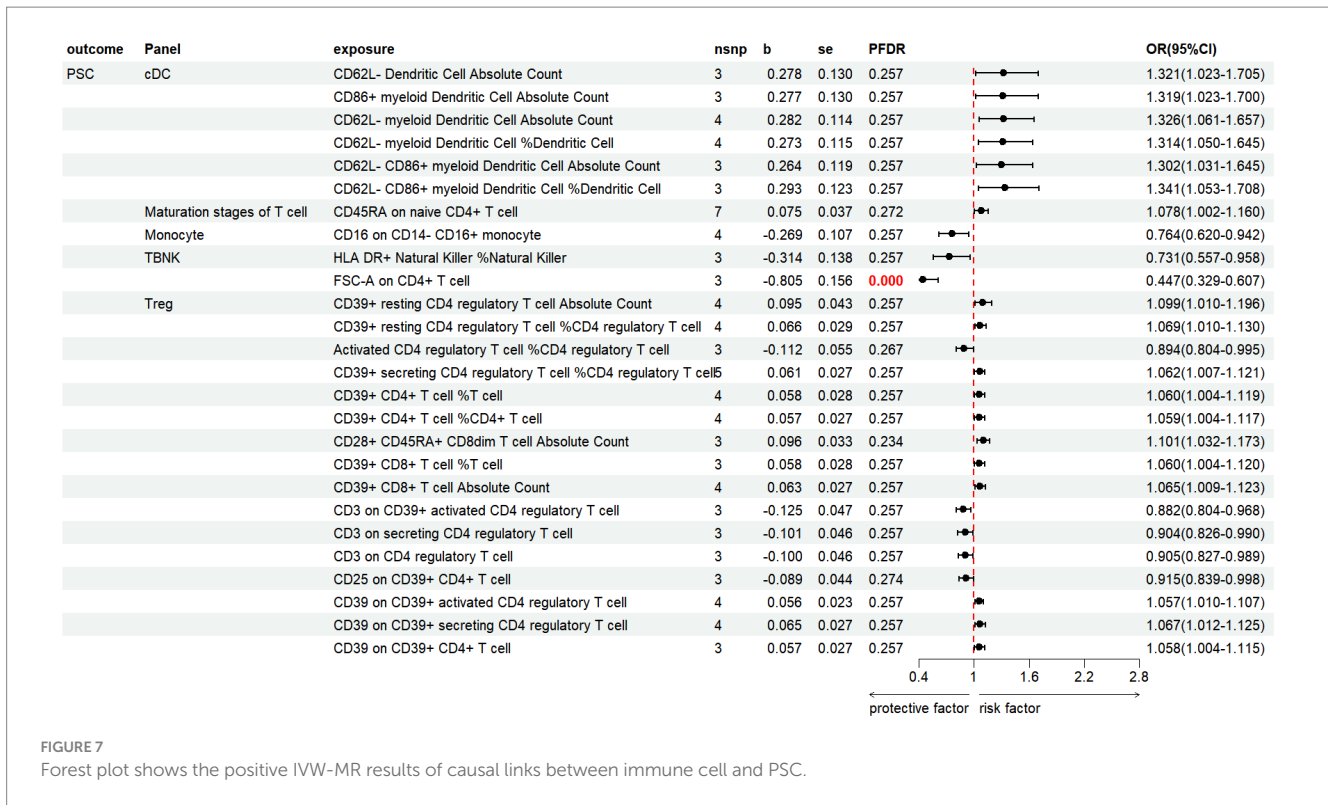 outcome Panel exposure nsnp b se PFDR OR(95%CI)
PSC cDC CD62L- Dendritic Cell Absolute Count 3 0.278 0.130 0.257 1.321(1.023-1.705)
CD86+ myeloid Dendritic Cell Absolute Count 3 0.277 0.130 0.257 1.319(1.023-1.700)
CD62L- myeloid Dendritic Cell Absolute Count 4 0.282 0.114 0.257 1.326(1.061-1.657)
CD62L- myeloid Dendritic Cell %Dendritic Cell 4 0.273 0.115 0.257 1.314(1.050-1.645)
CD62L- CD86+ myeloid Dendritic Cell Absolute Count 3 0.264 0.119 0.257 1.302(1.031-1.645)
CD62L- CD86+ myeloid Dendritic Cell %Dendritic Cell 3 0.293 0.123 0.257 1.341(1.053-1.708)
Maturation stages of T cell CD45RA on naive CD4+ T cell 7 0.075 0.037 0.272 1.078(1.002-1.160)
Monocyte CD16 on CD14- CD16+ monocyte 4 -0.269 0.107 0.257 0.764(0.620-0.942)
TBNK HLA DR+ Natural Killer %Natural Killer 3 -0.314 0.138 0.257 0.731(0.557-0.958)
FSC-A on CD4+ T cell 3 -0.805 0.156 0.000 0.447(0.329-0.607)
Treg CD39+ resting CD4 regulatory T cell Absolute Count 4 0.095 0.043 0.257 1.099(1.010-1.196)
CD39+ resting CD4 regulatory T cell %CD4 regulatory T cell 4 0.066 0.029 0.257 1.069(1.010-1.130)
Activated CD4 regulatory T cell %CD4 regulatory T cell 3 -0.112 0.055 0.267 0.894(0.804-0.995)
CD39+ secreting CD4 regulatory T cell %CD4 regulatory T cell 5 0.061 0.027 0.257 1.062(1.007-1.121)
CD39+ CD4+ T cell %T cell 4 0.058 0.028 0.257 1.060(1.004-1.119)
CD39+ CD4+ T cell %CD4+ T cell 4 0.057 0.027 0.257 1.059(1.004-1.117)
CD28+ CD45RA+ CD8dim T cell Absolute Count 3 0.096 0.033 0.234 1.101(1.032-1.173)
CD39+ CD8+ T cell %T cell 3 0.058 0.028 0.257 1.060(1.004-1.120)
CD39+ CD8+ T cell Absolute Count 4 0.063 0.027 0.257 1.065(1.009-1.123)
CD3 on CD39+ activated CD4 regulatory T cell 3 -0.125 0.047 0.257 0.882(0.804-0.968)
CD3 on secreting CD4 regulatory T cell 3 -0.101 0.046 0.257 0.904(0.826-0.990)
CD3 on CD4 regulatory T cell 3 -0.100 0.046 0.257 0.905(0.827-0.989)
CD25 on CD39+ CD4+ T cell 3 -0.089 0.044 0.274 0.915(0.839-0.998)
CD39 on CD39+ activated CD4 regulatory T cell 4 0.056 0.023 0.257 1.057(1.010-1.107)
CD39 on CD39+ secreting CD4 regulatory T cell 4 0.065 0.027 0.257 1.067(1.012-1.125)
CD39 on CD39+ CD4+ T cell 3 0.057 0.027 0.257 1.058(1.004-1.115)
0.4 1 1.6 2.2 2.8
protective factor risk factor
FIGURE 7
Forest plot shows the positive IVW-MR results of causal links between immune cell and PSC.